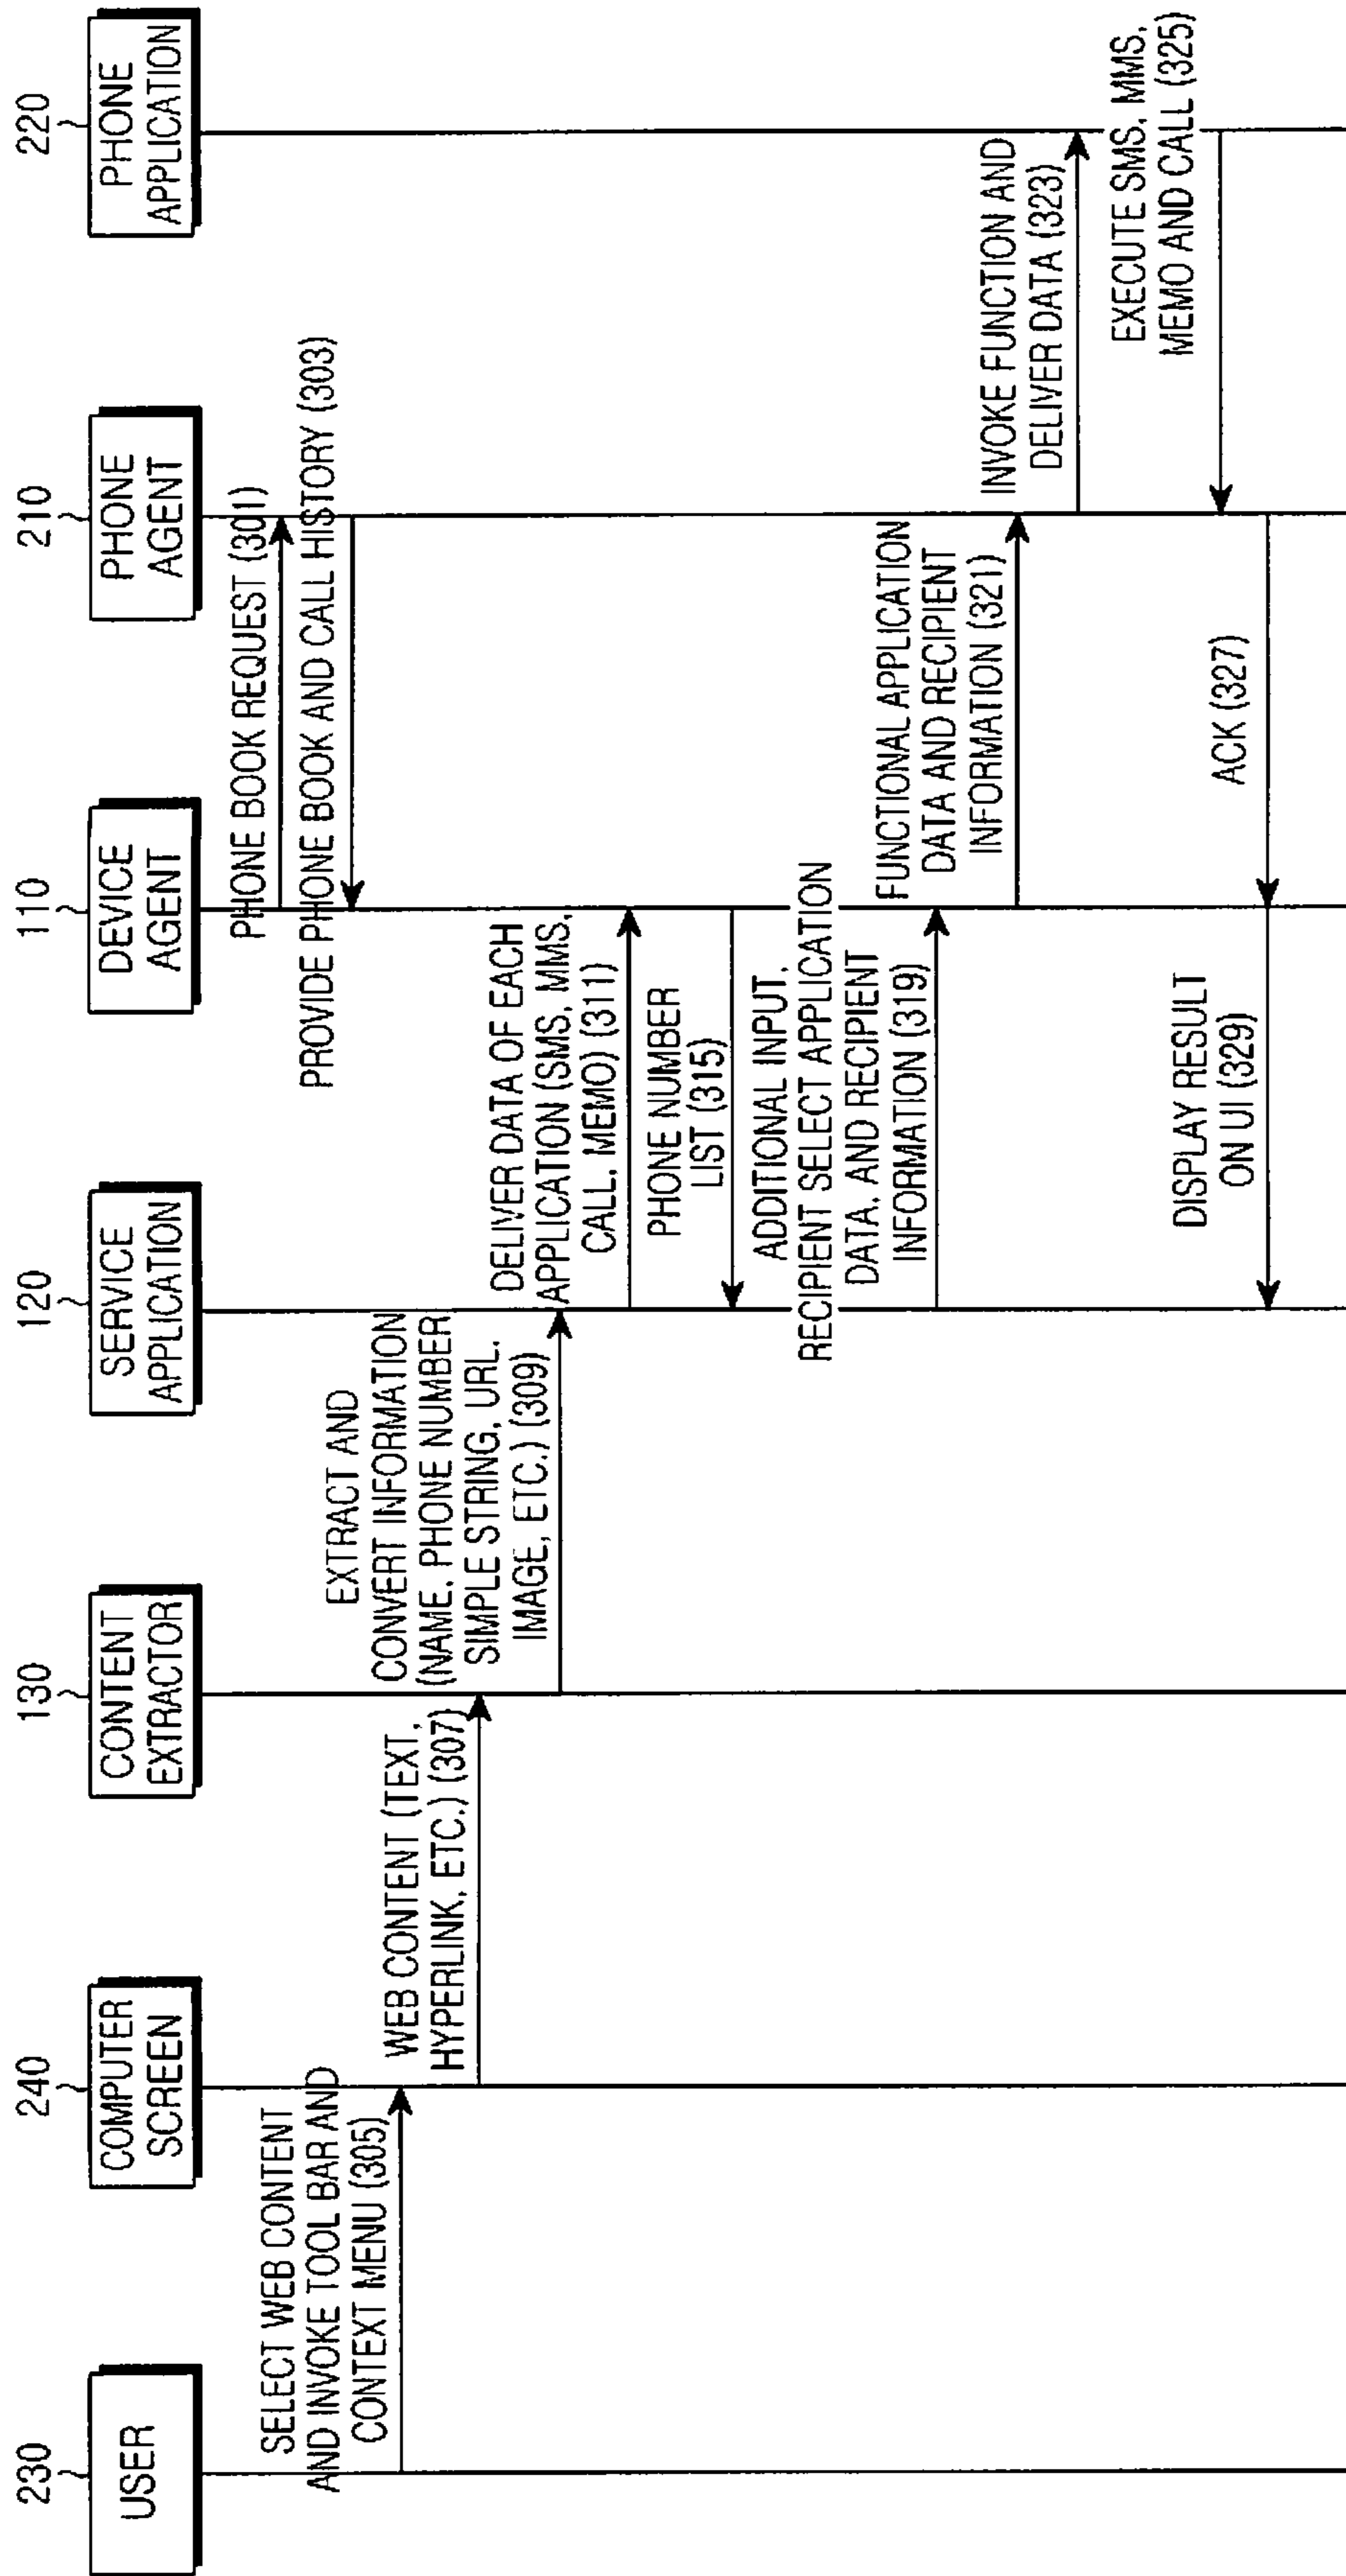 230
USER
240
COMPUTER
SCREEN
130
CONTENT
EXTRACTOR
120
SERVICE
APPLICATION
110
DEVICE
AGENT
210
PHONE
AGENT
220
PHONE
APPLICATION
PHONE BOOK REQUEST (301)
PROVIDE PHONE BOOK AND CALL HISTORY (303)
SELECT WEB CONTENT
AND INVOKE TOOL BAR AND
CONTEXT MENU (305)
WEB CONTENT (TEXT,
HYPERLINK, ETC.) (307)
EXTRACT AND
CONVERT INFORMATION
(NAME, PHONE NUMBER
SIMPLE STRING, URL,
IMAGE, ETC.) (309)
DELIVER DATA OF EACH
APPLICATION (SMS, MMS,
CALL, MEMO) (311)
PHONE NUMBER
LIST (315)
ADDITIONAL INPUT,
RECIPIENT SELECT APPLICATION
DATA, AND RECIPIENT
INFORMATION (319)
FUNCTIONAL APPLICATION
DATA AND RECIPIENT
INFORMATION (321)
INVOKE FUNCTION AND
DELIVER DATA (323)
EXECUTE SMS, MMS,
MEMO AND CALL (325)
ACK (327)
DISPLAY RESULT
ON UI (329)